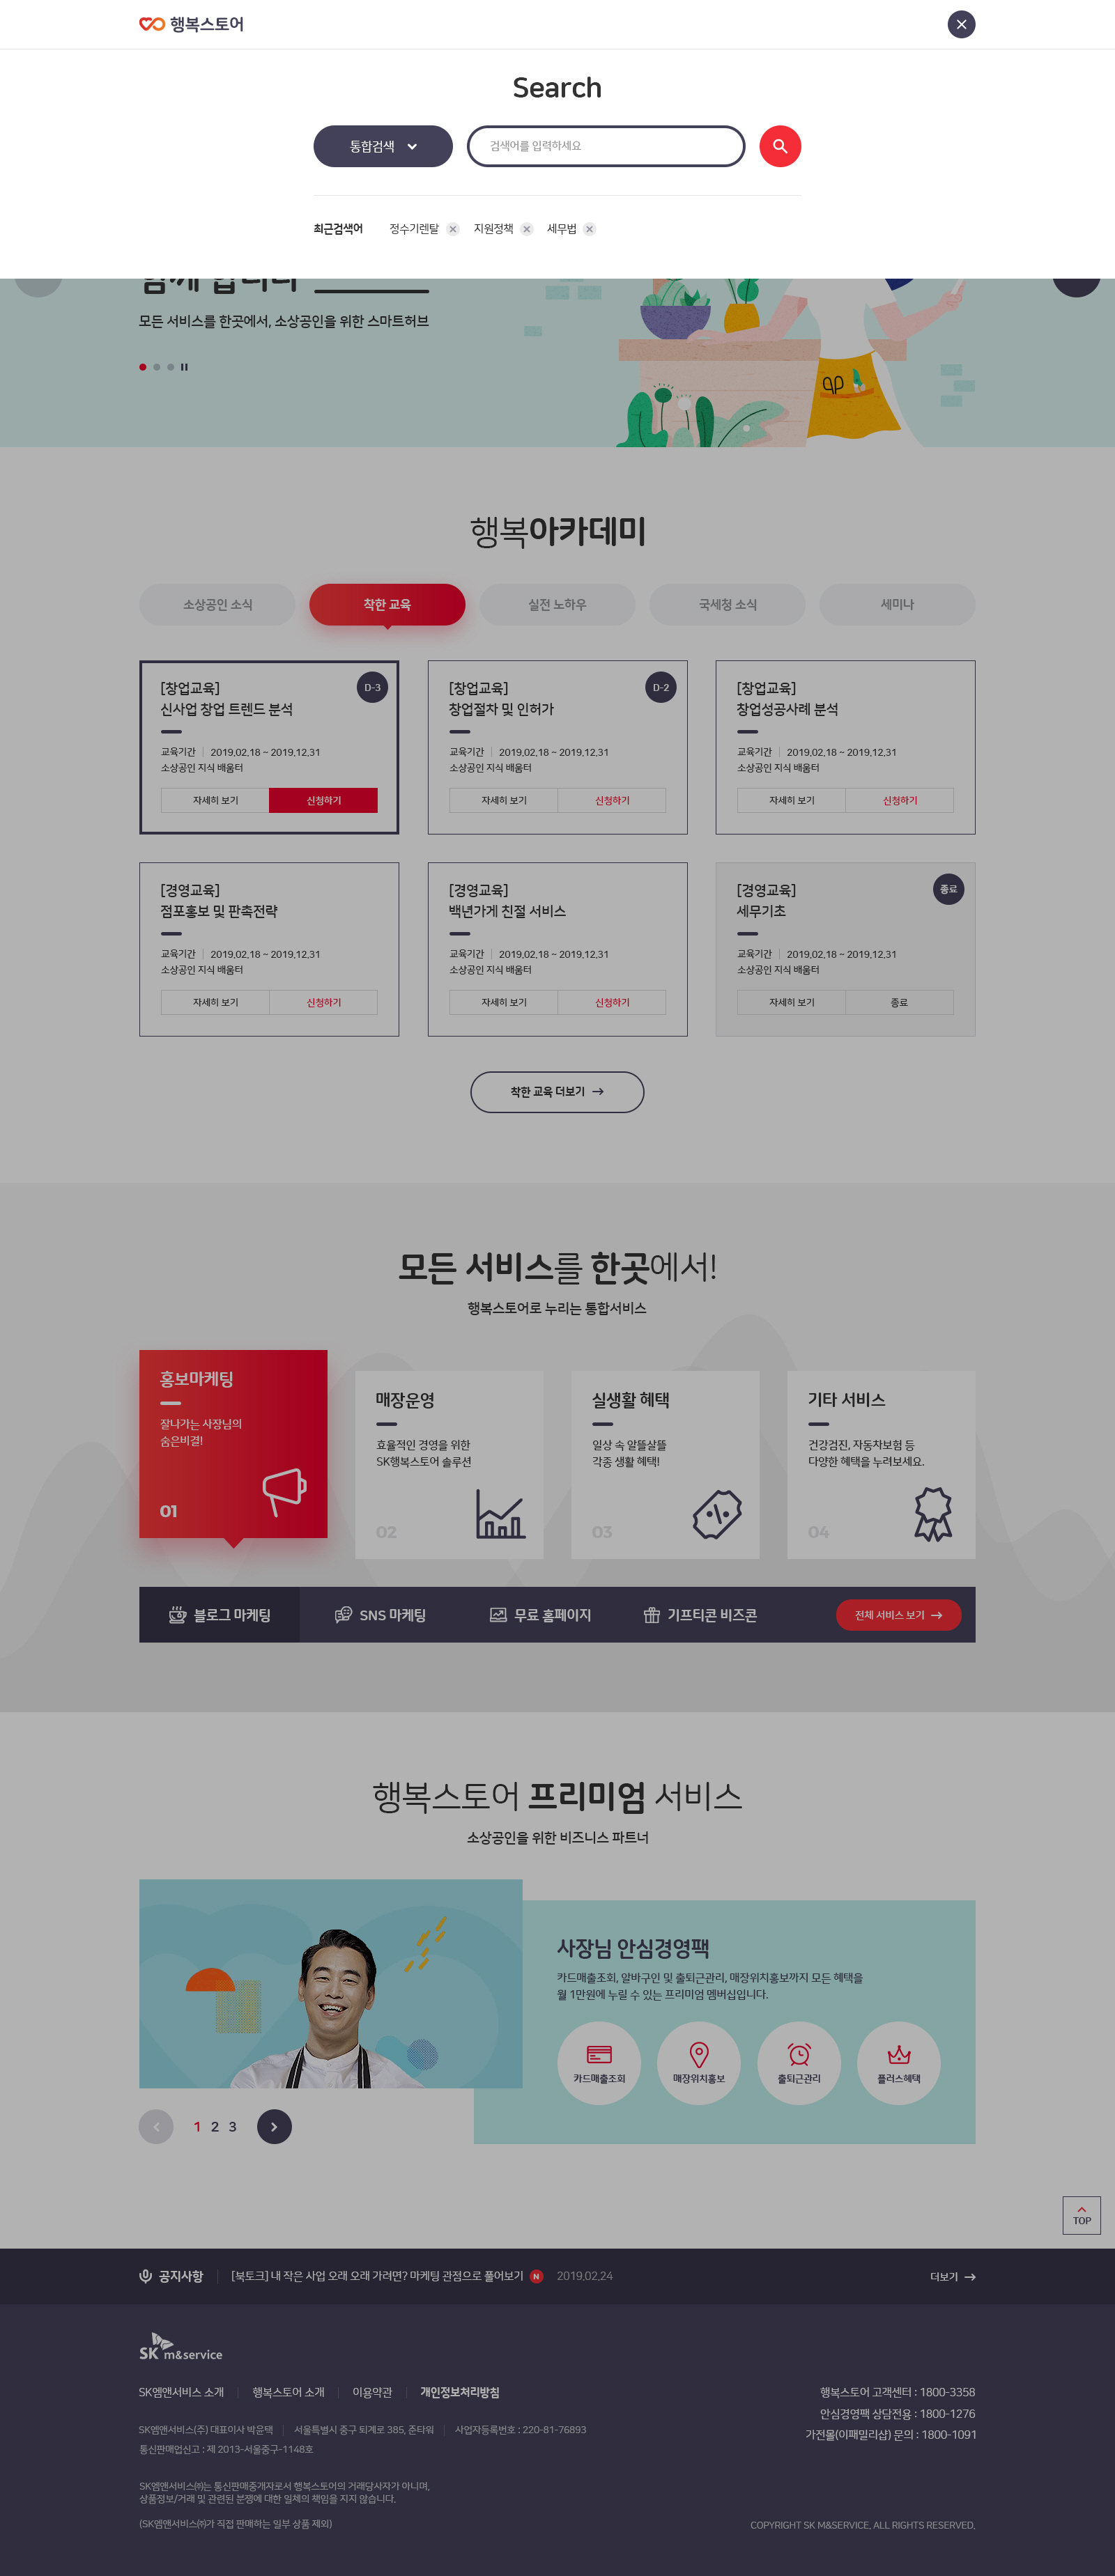 행복스토어
Search
통합검색
검색어를 입력하세요
최근검색어 정수기렌탈 지원정책 세무법
함께 합니다
모든 서비스를 한곳에서, 소상공인을 위한 스마트허브
행복아카데미
소상공인 소식 착한 교육 실전 노하우 국세청 소식 세미나
[창업교육]
신사업 창업 트렌드 분석
D-3
교육기간 2019.02.18 ~ 2019.12.31
소상공인 지식 배움터
자세히 보기 신청하기
[창업교육]
창업절차 및 인허가
D-2
교육기간 2019.02.18 ~ 2019.12.31
소상공인 지식 배움터
자세히 보기 신청하기
[창업교육]
창업성공사례 분석
교육기간 2019.02.18 ~ 2019.12.31
소상공인 지식 배움터
자세히 보기 신청하기
[경영교육]
점포홍보 및 판촉전략
교육기간 2019.02.18 ~ 2019.12.31
소상공인 지식 배움터
자세히 보기 신청하기
[경영교육]
백년가게 친절 서비스
교육기간 2019.02.18 ~ 2019.12.31
소상공인 지식 배움터
자세히 보기 신청하기
[경영교육]
세무기초
종료
교육기간 2019.02.18 ~ 2019.12.31
소상공인 지식 배움터
자세히 보기 종료
착한 교육 더보기
모든 서비스를 한곳에서!
행복스토어로 누리는 통합서비스
홍보마케팅
잘나가는 사장님의
숨은비결!
01
매장운영
효율적인 경영을 위한
SK행복스토어 솔루션
02
실생활 혜택
일상 속 알뜰살뜰
각종 생활 혜택!
03
기타 서비스
건강검진, 자동차보험 등
다양한 혜택을 누려보세요.
04
블로그 마케팅 SNS 마케팅 무료 홈페이지 기프티콘 비즈콘 전체 서비스 보기
행복스토어 프리미엄 서비스
소상공인을 위한 비즈니스 파트너
사장님 안심경영팩
카드매출조회, 알바구인 및 출퇴근관리, 매장위치홍보까지 모든 혜택을
월 1만원에 누릴 수 있는 프리미엄 멤버십입니다.
카드매출조회 매장위치홍보 출퇴근관리 플러스혜택
1 2 3
TOP
공지사항 [북토크] 내 작은 사업 오래 오래 가려면? 마케팅 관점으로 풀어보기 N 2019.02.24 더보기
SK m&service
SK엠앤서비스 소개 행복스토어 소개 이용약관 개인정보처리방침
행복스토어 고객센터 : 1800-3358
안심경영팩 상담전용 : 1800-1276
가전몰(이패밀리샵) 문의 : 1800-1091
SK엠앤서비스(주) 대표이사 박윤택 서울특별시 중구 퇴계로 385, 준타워 사업자등록번호 : 220-81-76893
통신판매업신고 : 제 2013-서울중구-1148호
SK엠앤서비스㈜는 통신판매중개자로서 행복스토어의 거래당사자가 아니며,
상품정보/거래 및 관련된 분쟁에 대한 일체의 책임을 지지 않습니다.
(SK엠앤서비스㈜가 직접 판매하는 일부 상품 제외)
COPYRIGHT SK M&SERVICE. ALL RIGHTS RESERVED.